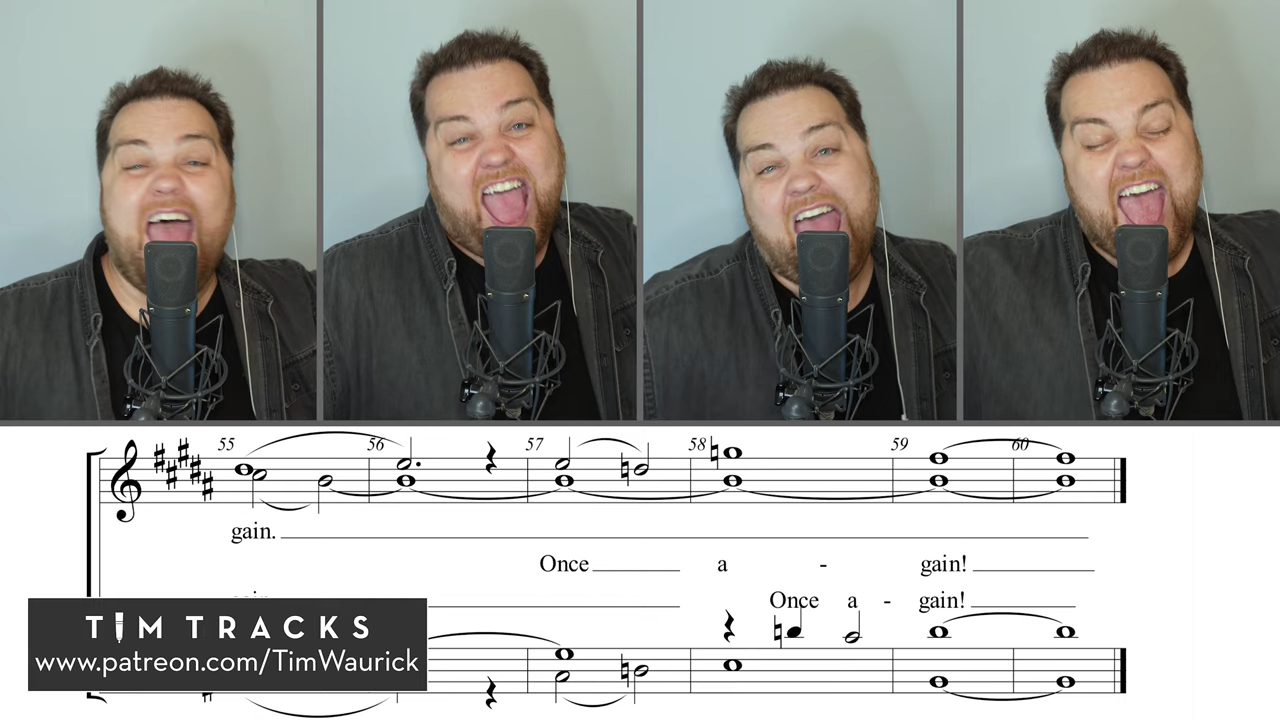 55 56 57 58 59 60
gain.
Once a - gain!
Once a - gain!
TIM TRACKS
www.patreon.com/TimWaurick